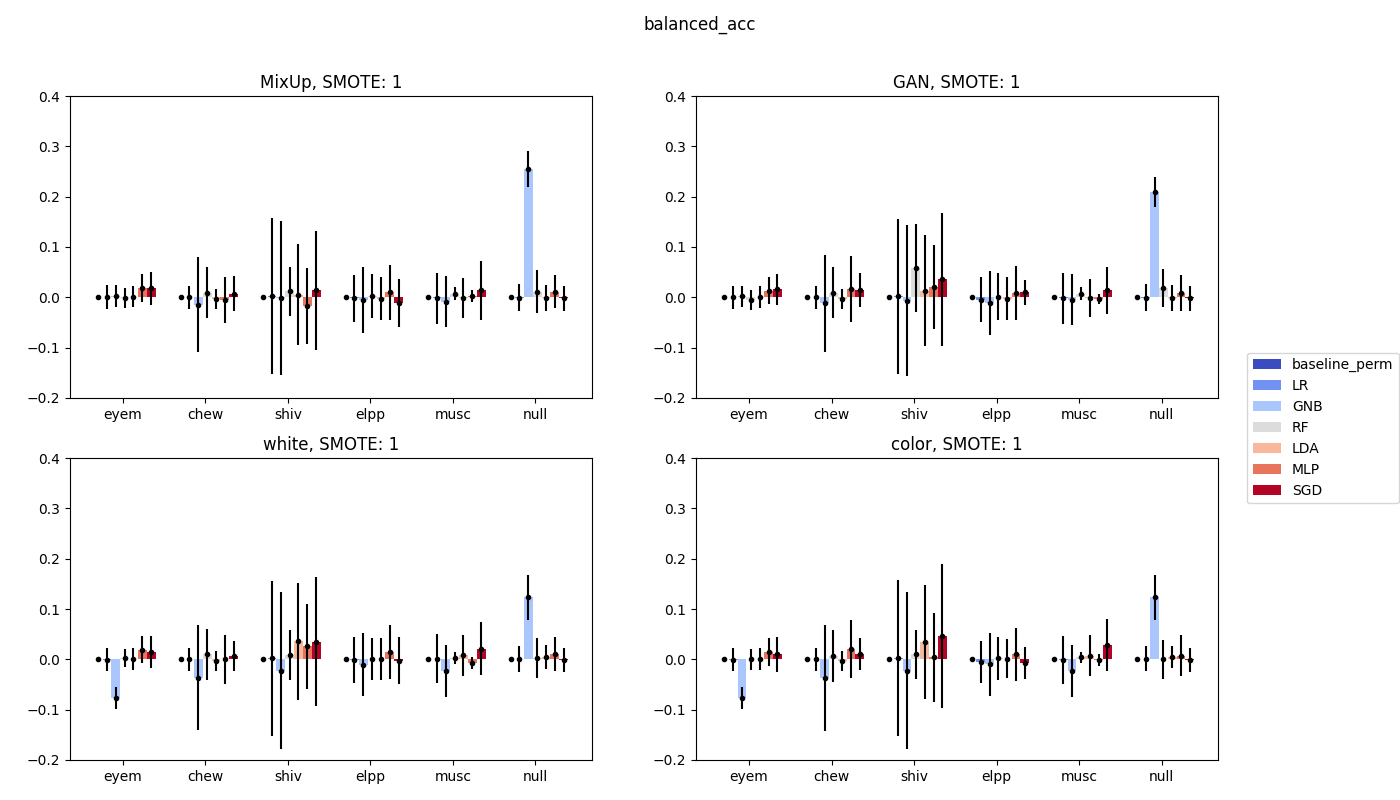 balanced_acc
MixUp, SMOTE: 1
GAN, SMOTE: 1
0.4
0.3
0.2
0.1
0.0
−0.1
−0.2
eyem chew shiv elpp musc null
0.4
0.3
0.2
0.1
0.0
−0.1
−0.2
eyem chew shiv elpp musc null
white, SMOTE: 1
color, SMOTE: 1
0.4
0.3
0.2
0.1
0.0
−0.1
−0.2
eyem chew shiv elpp musc null
0.4
0.3
0.2
0.1
0.0
−0.1
−0.2
eyem chew shiv elpp musc null
baseline_perm
LR
GNB
RF
LDA
MLP
SGD